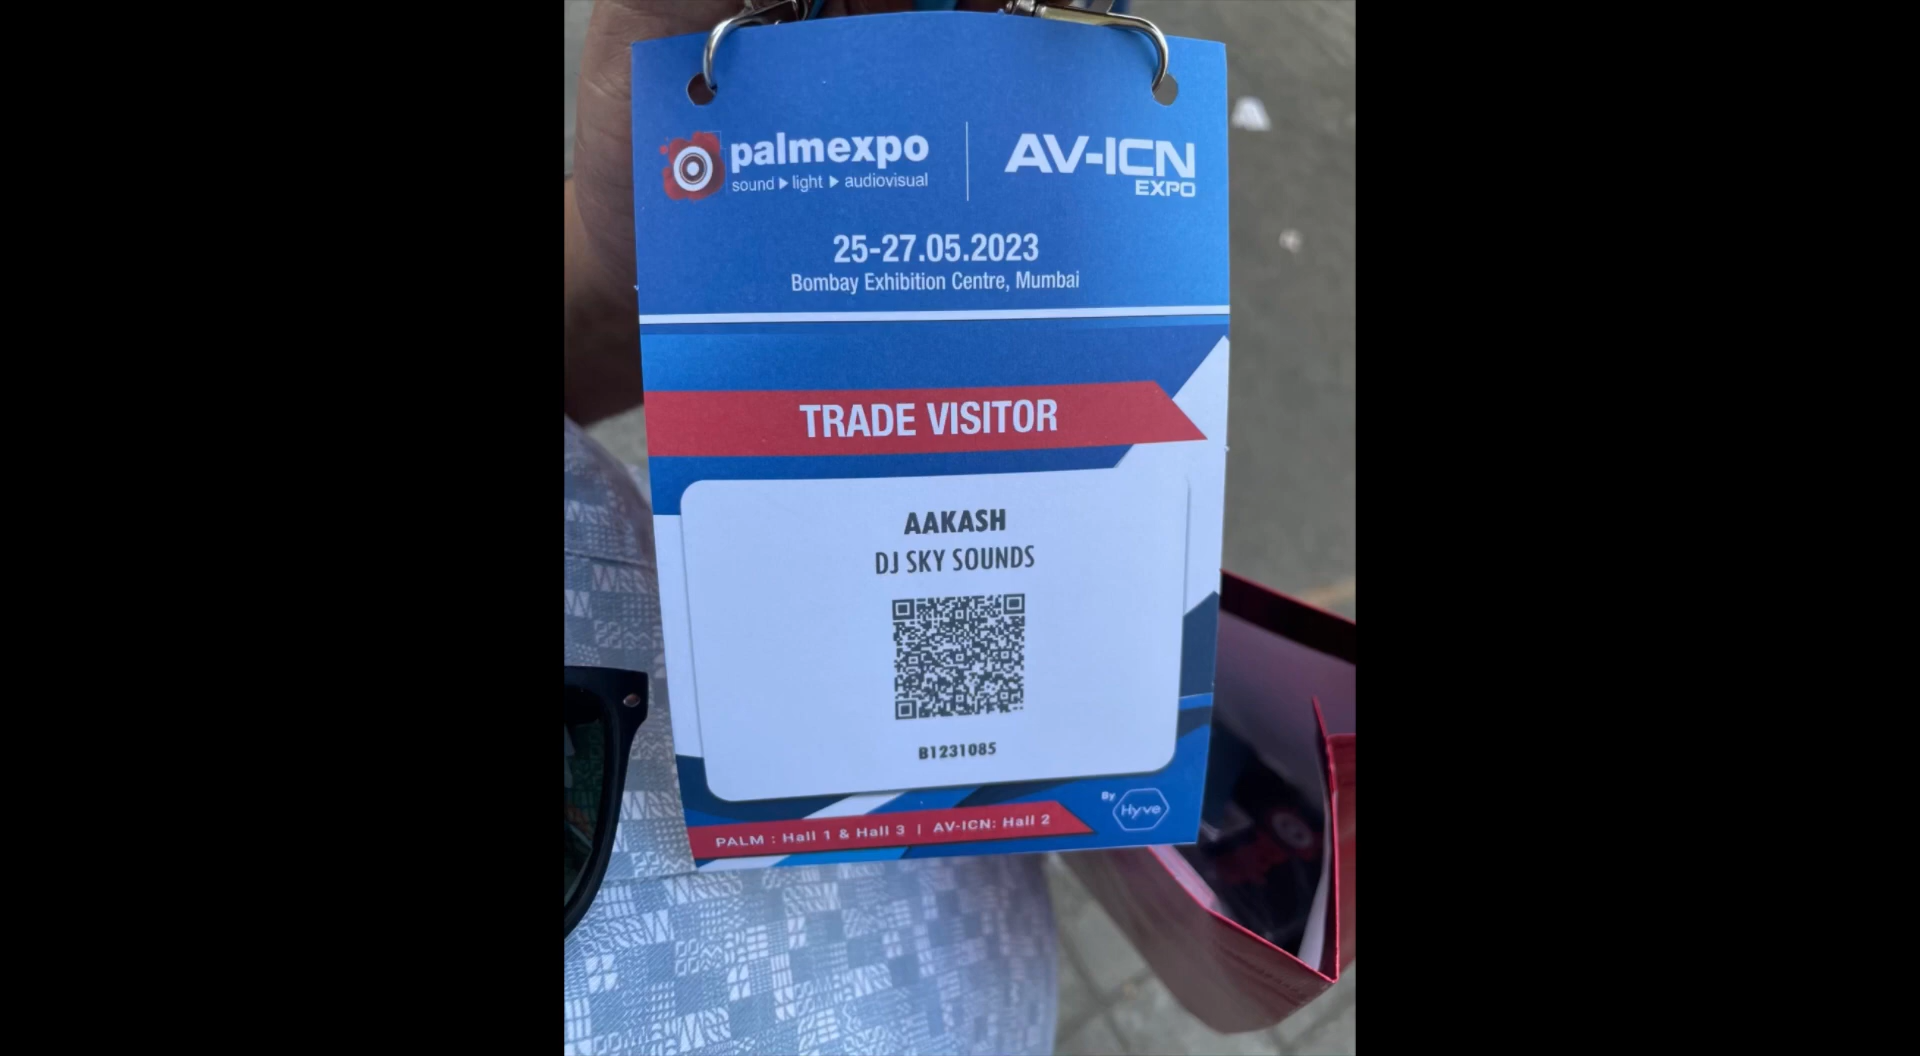 palmexpo
sound ▶ light ▶ audiovisual
AV-ICN
EXPO
25-27.05.2023
Bombay Exhibition Centre, Mumbai
TRADE VISITOR
AAKASH
DJ SKY SOUNDS
B1231085
By Hyve
PALM : Hall 1 & Hall 3 | AV-ICN: Hall 2